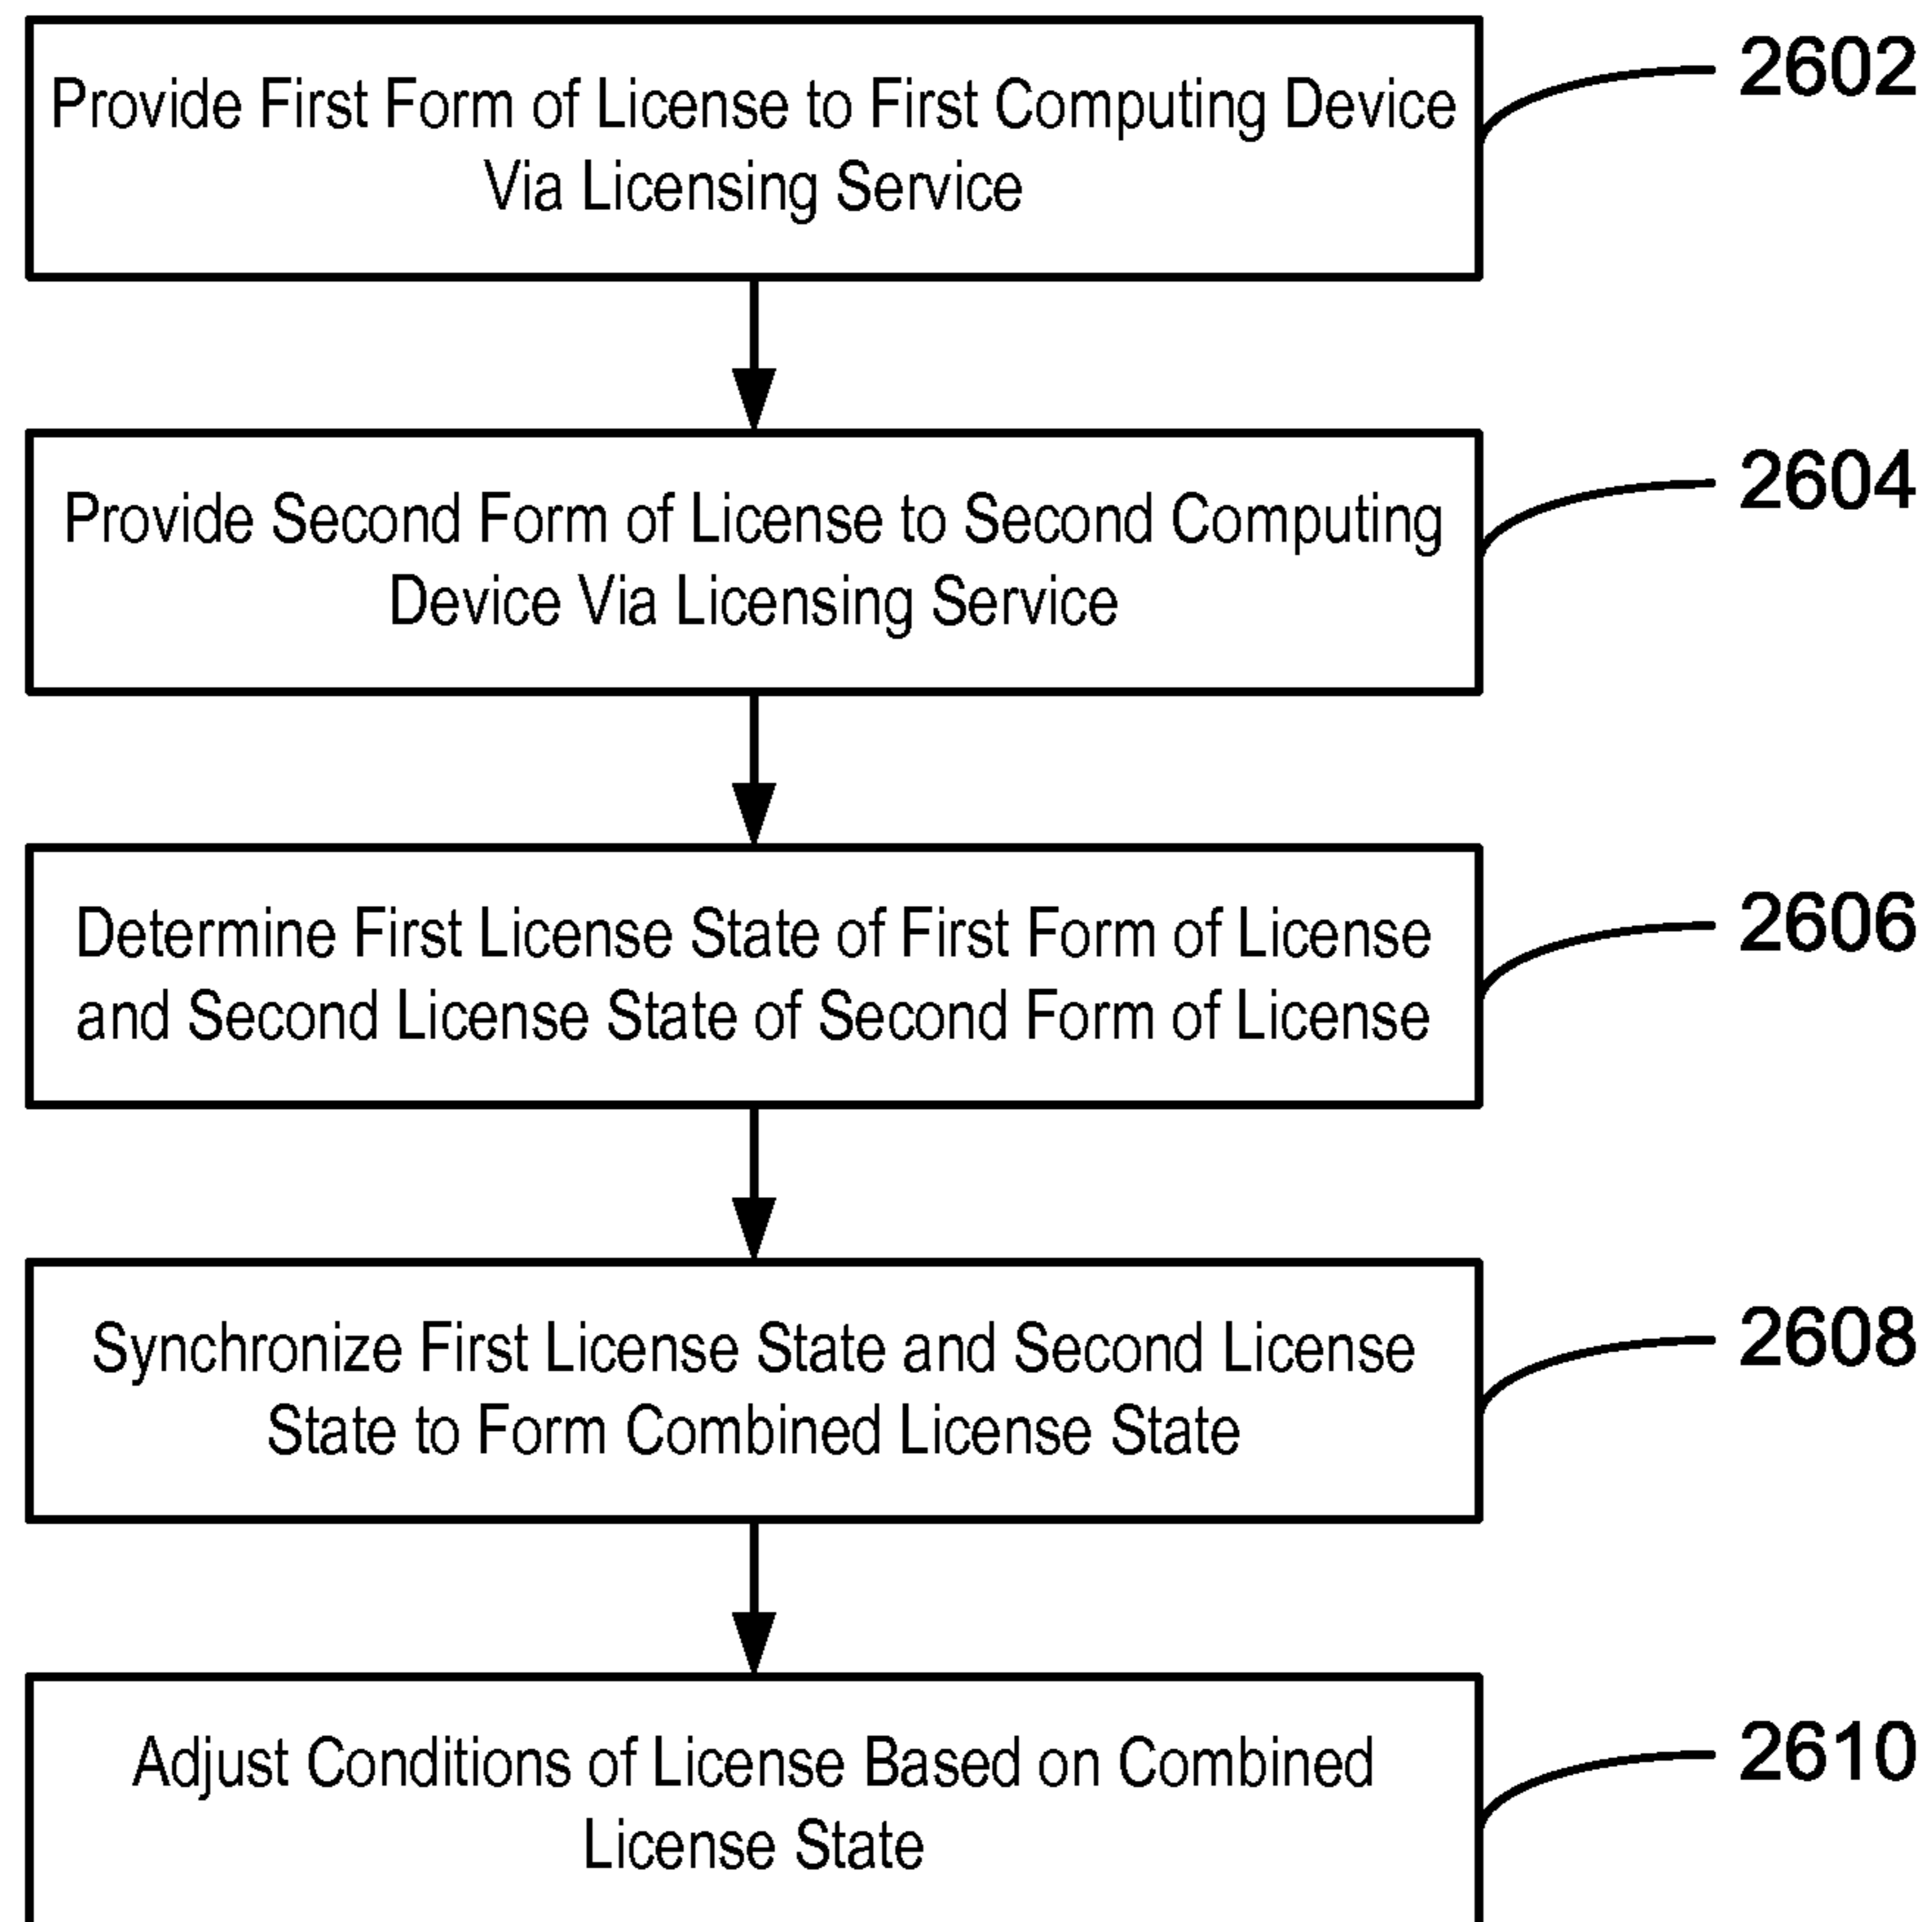 Provide First Form of License to First Computing Device
Via Licensing Service
2602
Provide Second Form of License to Second Computing
Device Via Licensing Service
2604
Determine First License State of First Form of License
and Second License State of Second Form of License
2606
Synchronize First License State and Second License
State to Form Combined License State
2608
Adjust Conditions of License Based on Combined
License State
2610